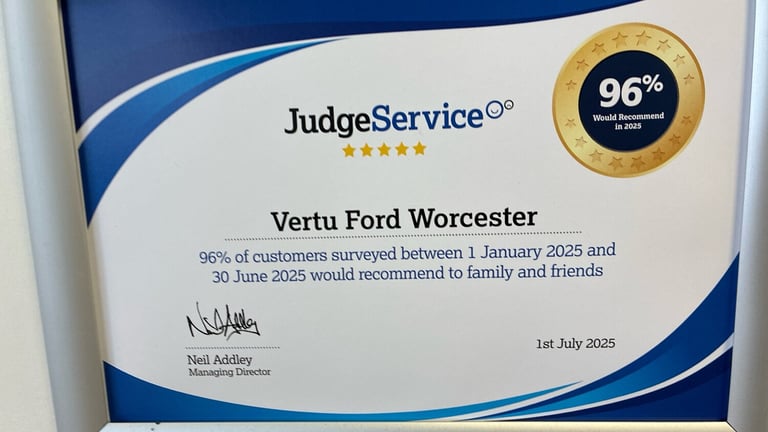 JudgeService
96%
Would Recommend
in 2025
Vertu Ford Worcester
96% of customers surveyed between 1 January 2025 and
30 June 2025 would recommend to family and friends
Neil Addley
Managing Director
1st July 2025